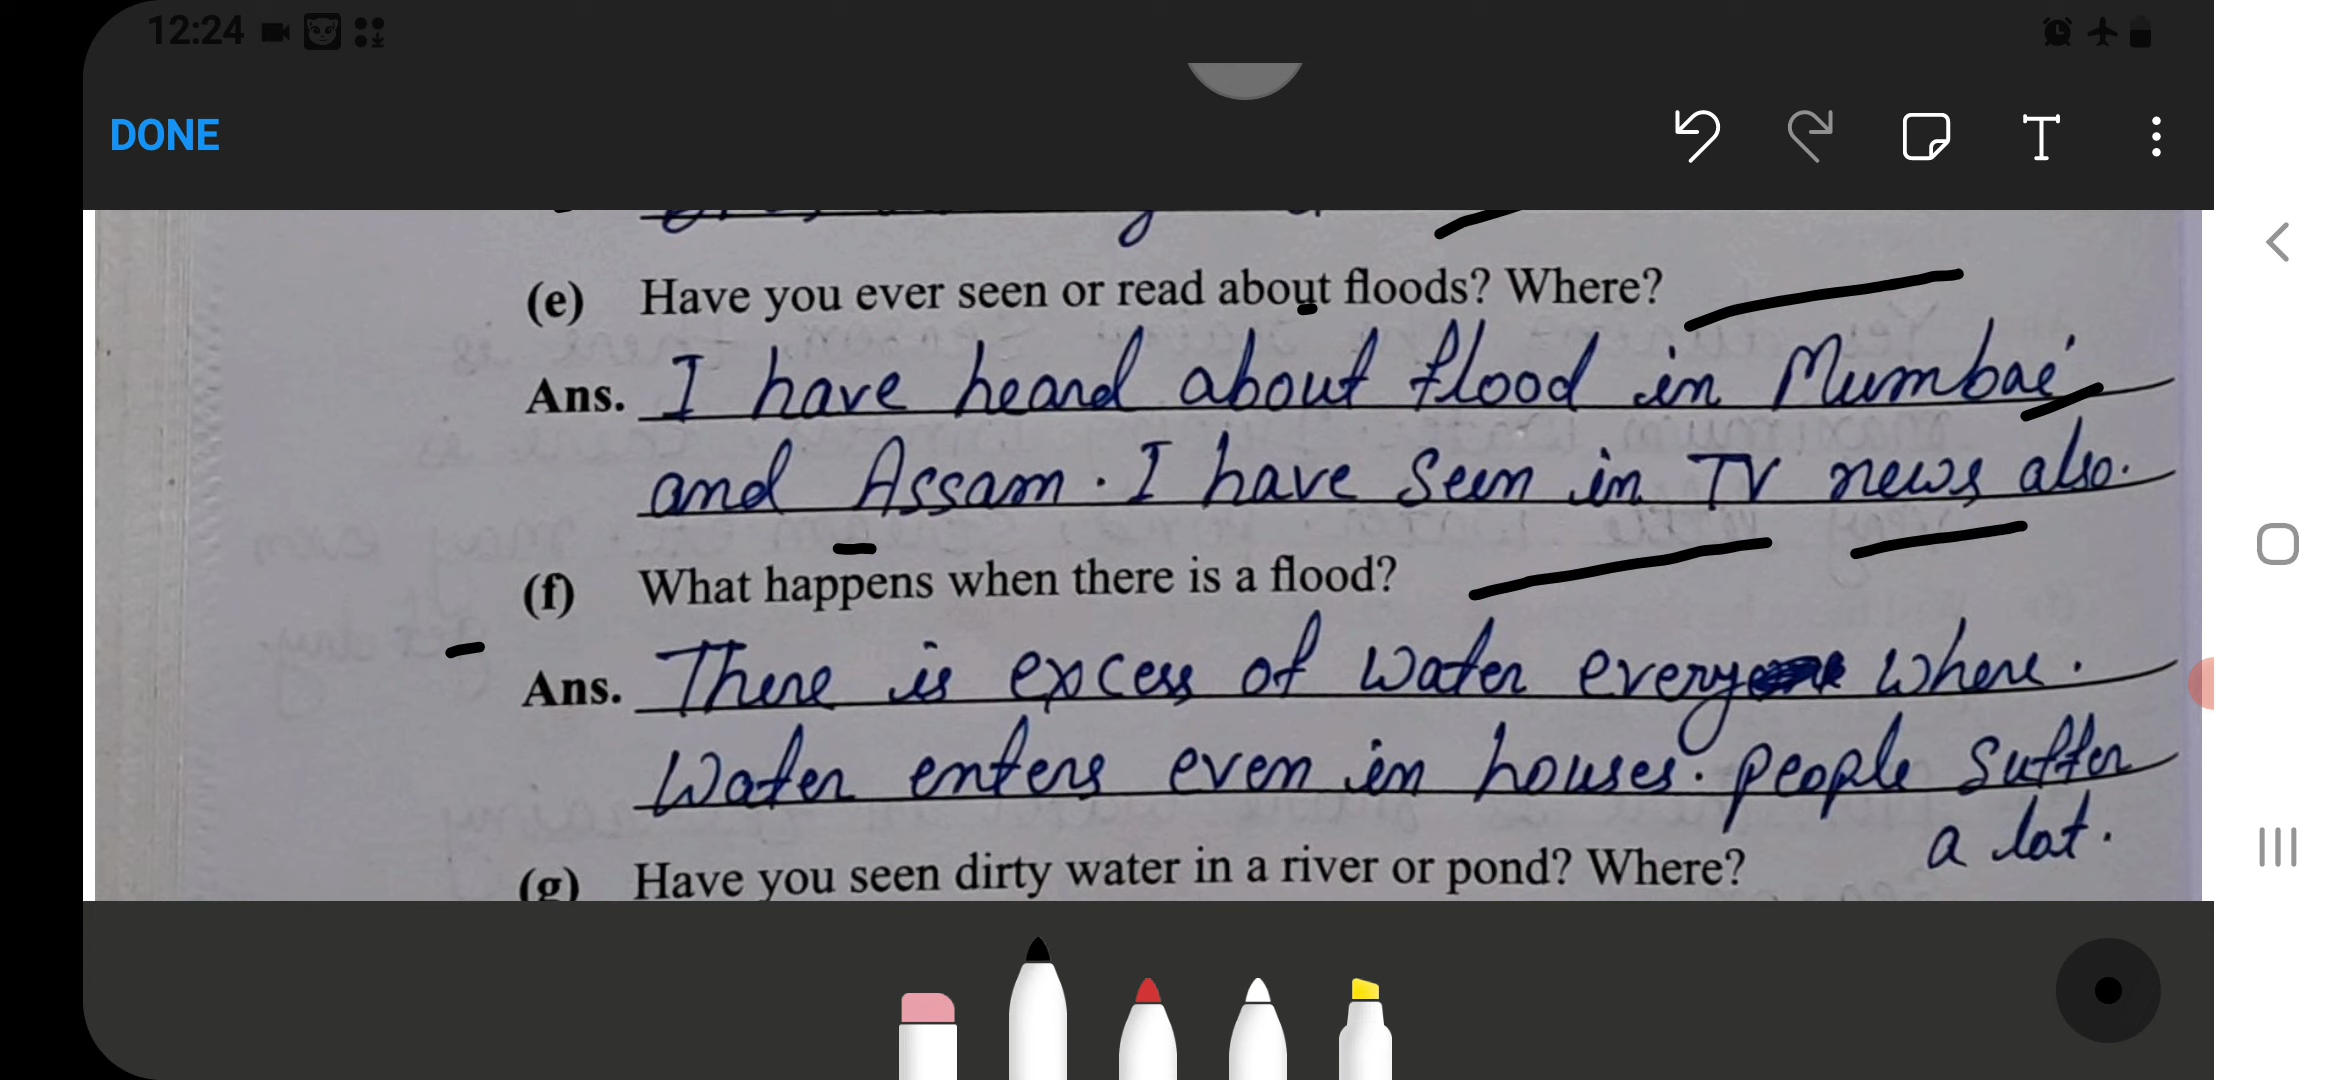 12:24
DONE
T
(e) Have you ever seen or read about floods? Where?
Ans. I have heard about flood in Mumbai
and Assam. I have seen in TV news also.
(f) What happens when there is a flood?
Ans. There is excess of water every where.
Water enters even in houses. people suffer
a lot.
(g) Have you seen dirty water in a river or pond? Where?